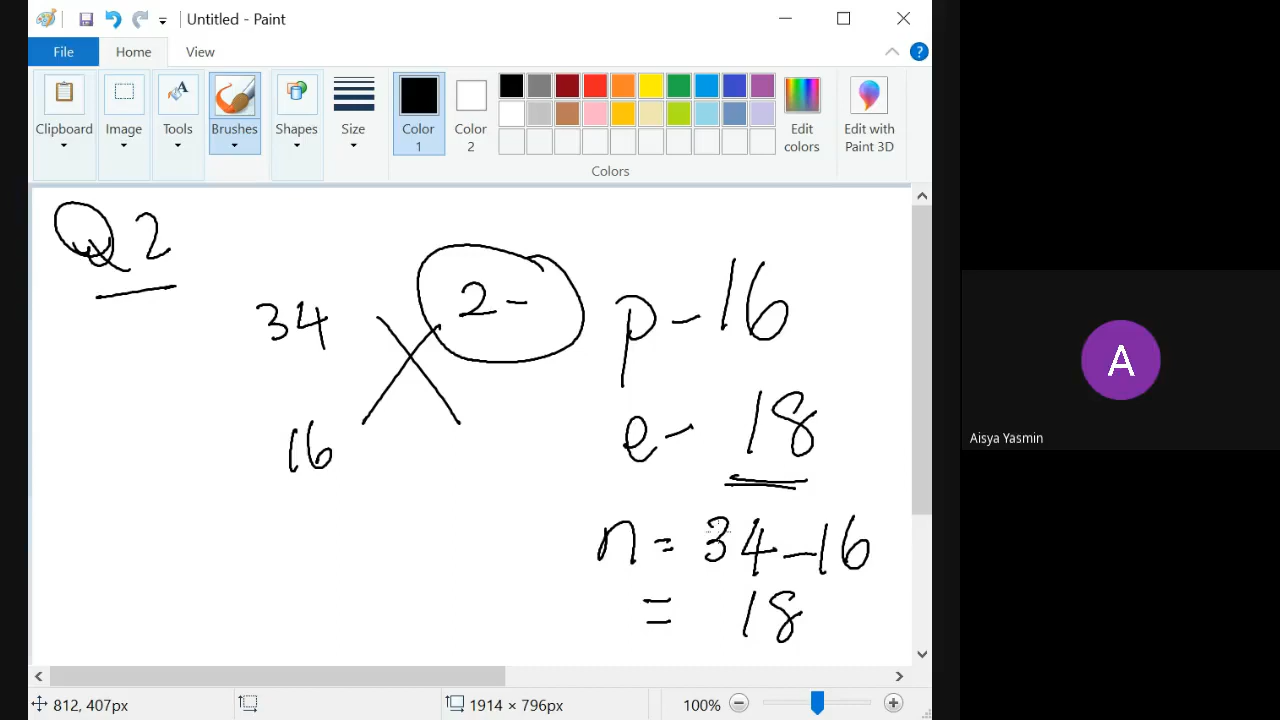 Untitled - Paint
File Home View
Clipboard Image Tools Brushes Shapes Size Color 1 Color 2 Edit colors Edit with Paint 3D
Colors
Q2
34 X 2- p-16
16 e- 18
n = 34-16
= 18
A
Aisya Yasmin
812, 407px 1914 × 796px 100%